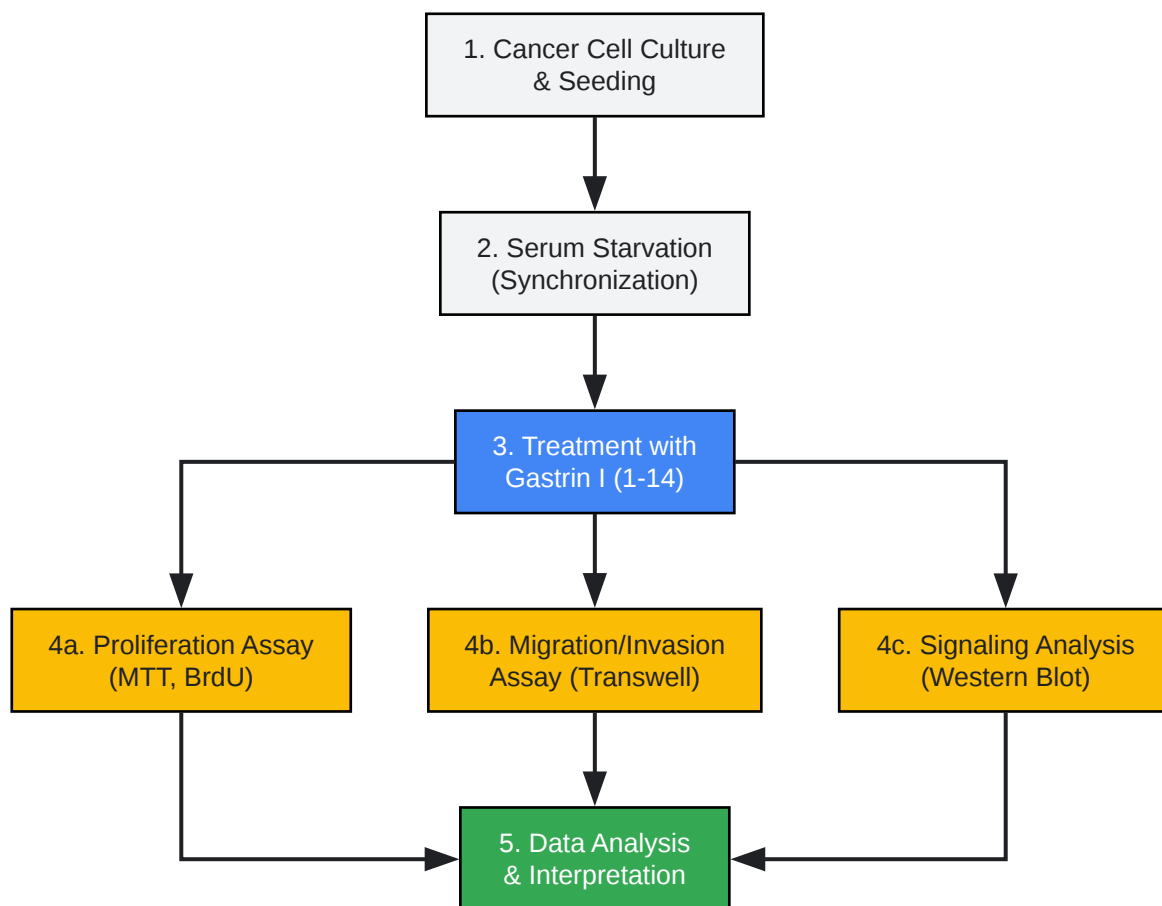 1. Cancer Cell Culture
& Seeding
2. Serum Starvation
(Synchronization)
3. Treatment with
Gastrin I (1-14)
4a. Proliferation Assay
(MTT, BrdU)
4b. Migration/Invasion
Assay (Transwell)
4c. Signaling Analysis
(Western Blot)
5. Data Analysis
& Interpretation